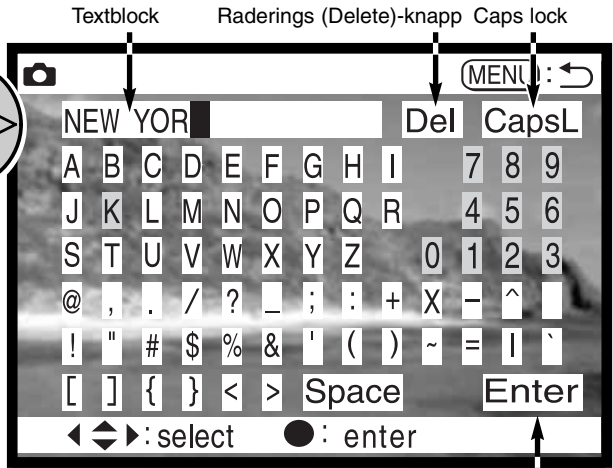 Textblock Raderings (Delete)-knapp Caps lock
MENU : 
NEW YOR Del CapsL
A B C D E F G H I 7 8 9
J K L M N O P Q R 4 5 6
S T U V W X Y Z 0 1 2 3
@ , . / ? _ ; : + X – ^
! " # $ % & ' ( ) ~ = | `
[ ] { } < > Space Enter
: select : enter